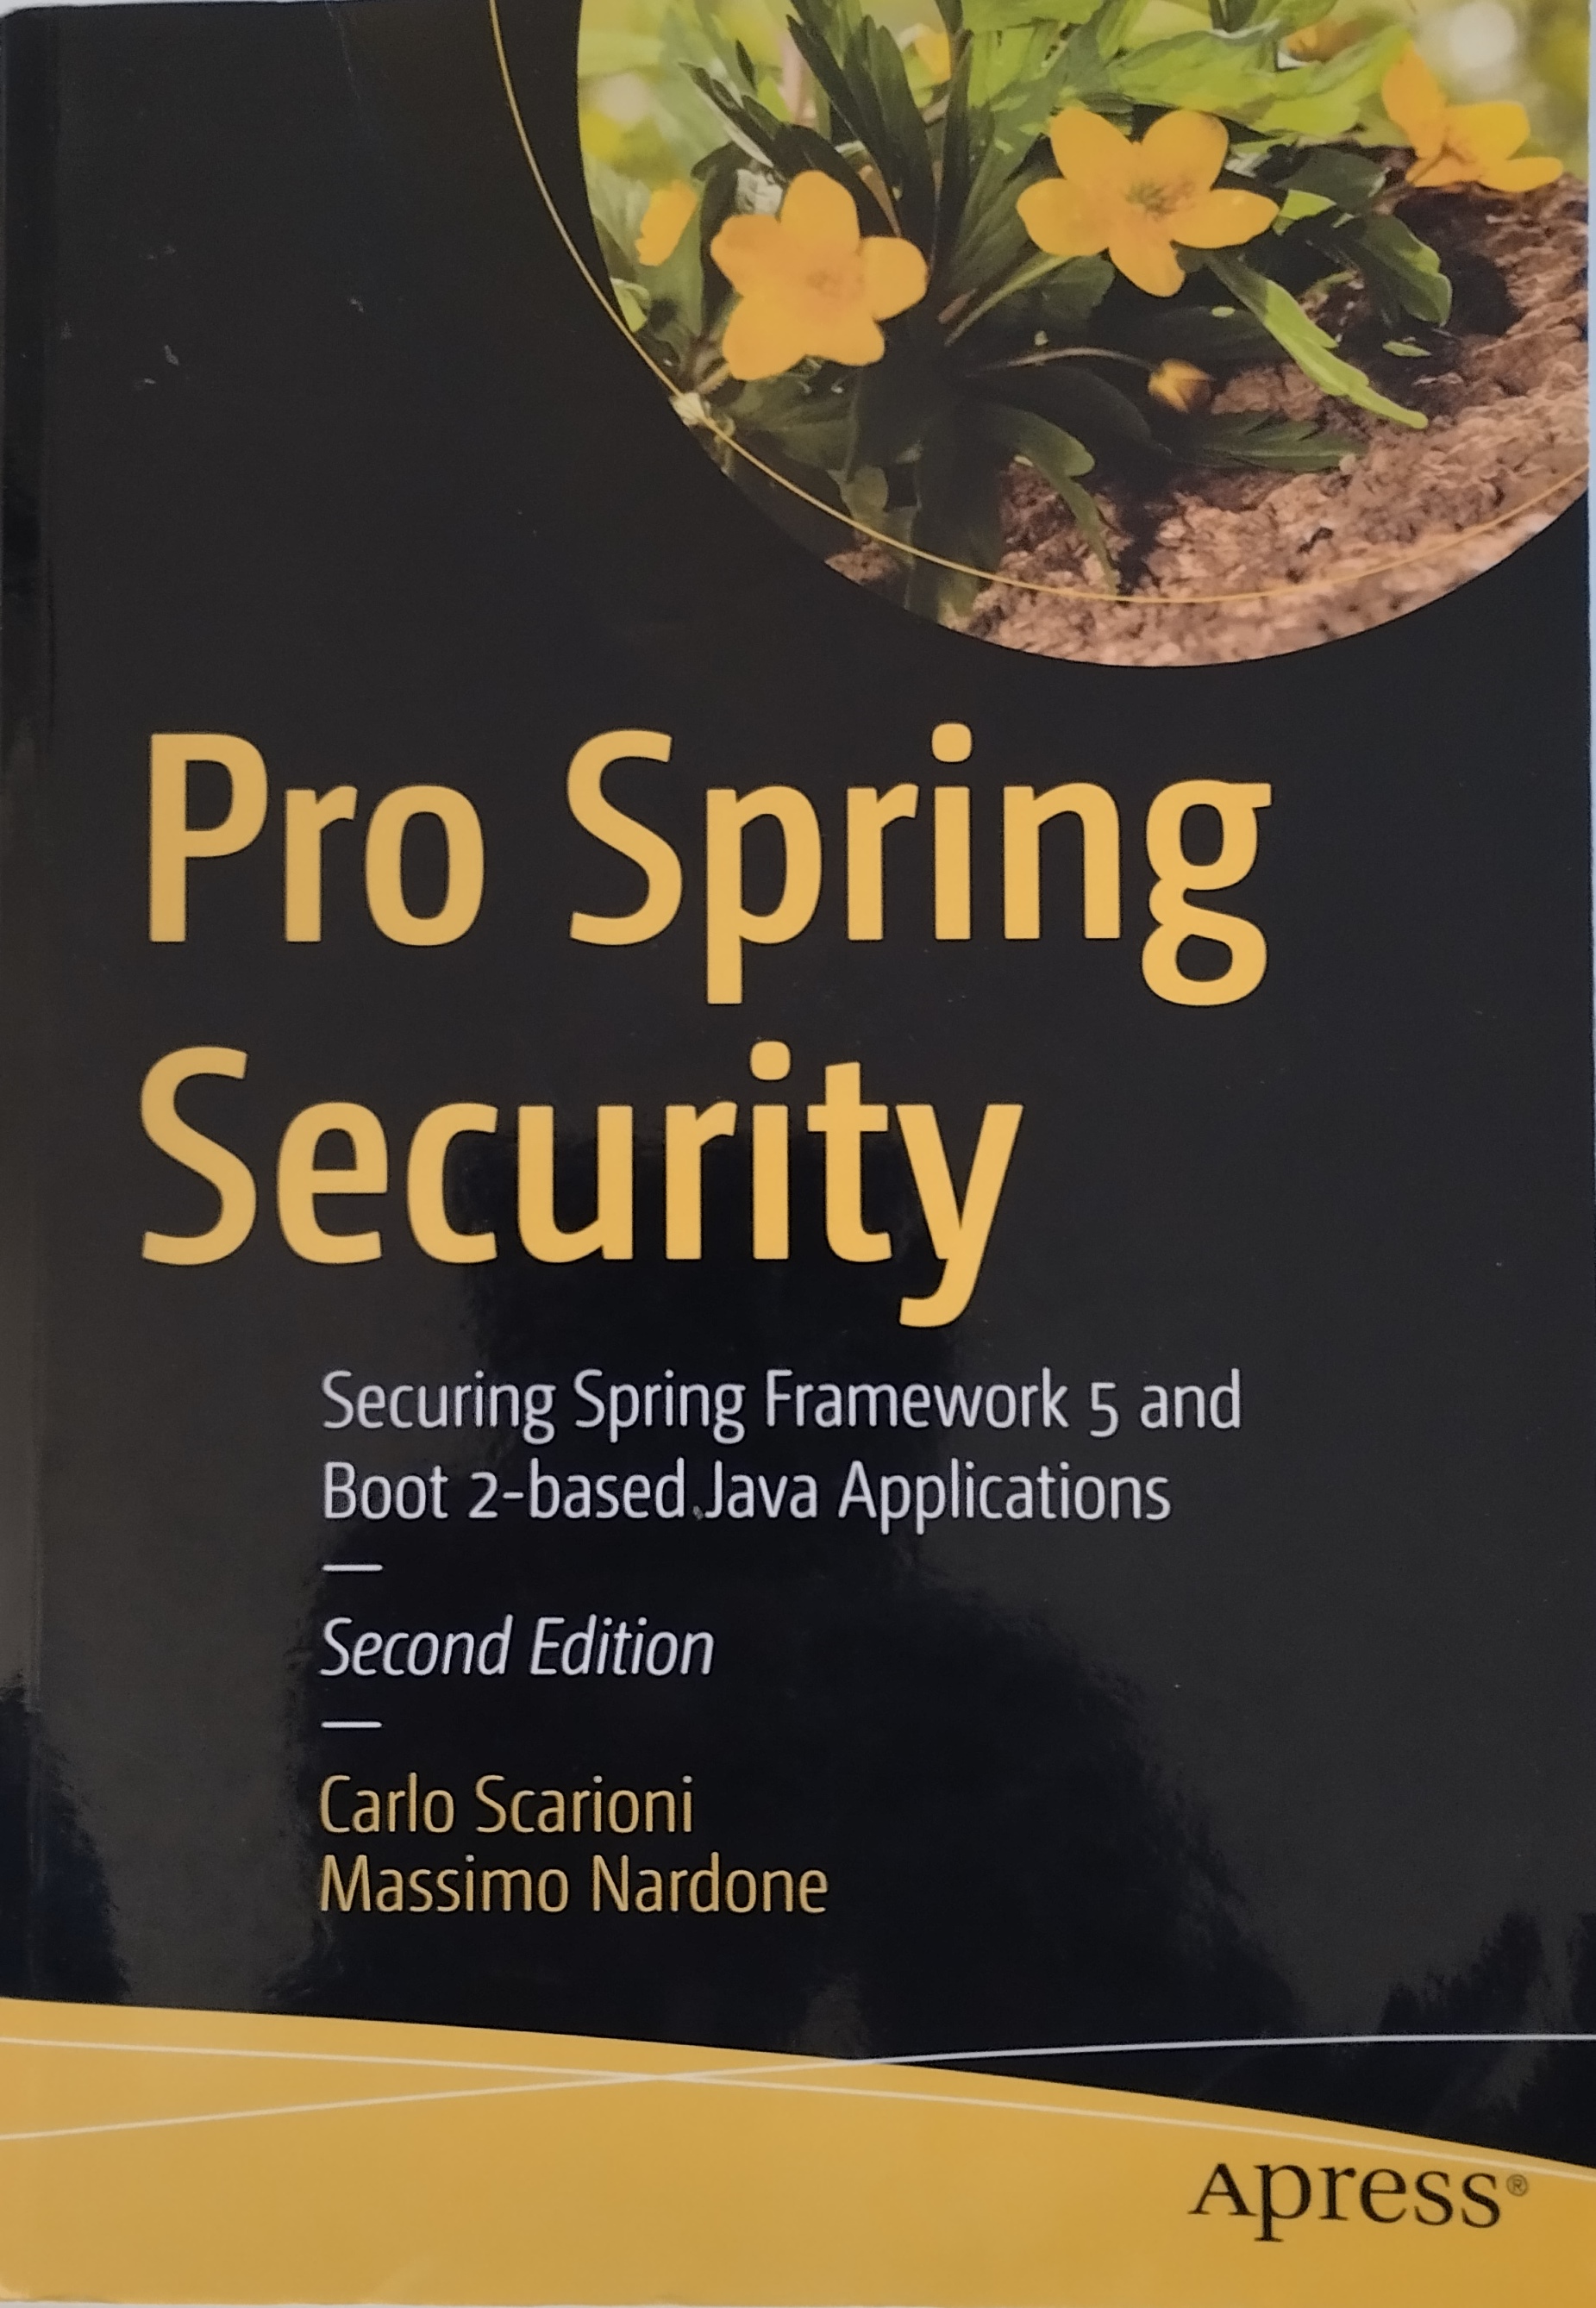 Pro Spring
Security
Securing Spring Framework 5 and
Boot 2-based Java Applications
—
Second Edition
—
Carlo Scarioni
Massimo Nardone
Apress®